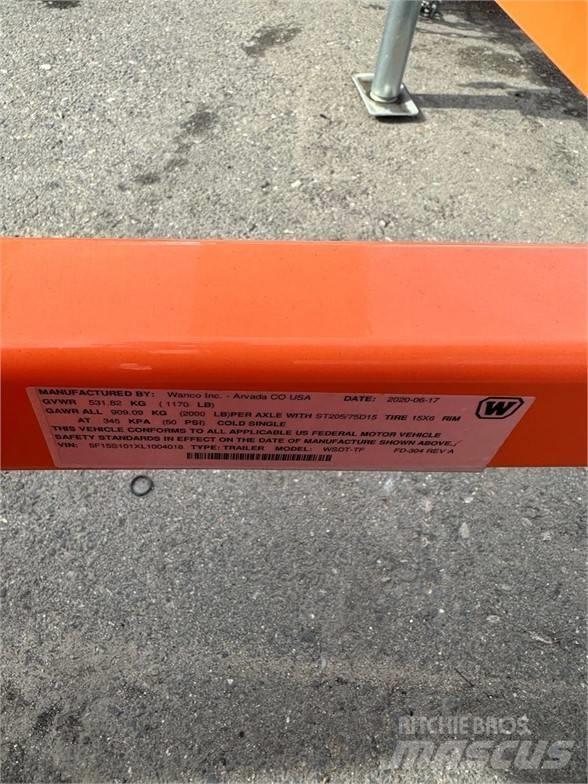 MANUFACTURED BY: Wanco Inc. - Arvada CO USA DATE: 2020-06-17
GVWR 531.82 KG (1170 LB)
GAWR ALL 909.09 KG (2000 LB)PER AXLE WITH ST205/75D15 TIRE 15X6 RIM
AT 345 KPA (50 PSI) COLD SINGLE
THIS VEHICLE CONFORMS TO ALL APPLICABLE US FEDERAL MOTOR VEHICLE
SAFETY STANDARDS IN EFFECT ON THE DATE OF MANUFACTURE SHOWN ABOVE.
VIN: 5F15S101XL1004018 TYPE: TRAILER MODEL: WSDT-TF FD-304 REV A
W
RITCHIE BROS.
mascus